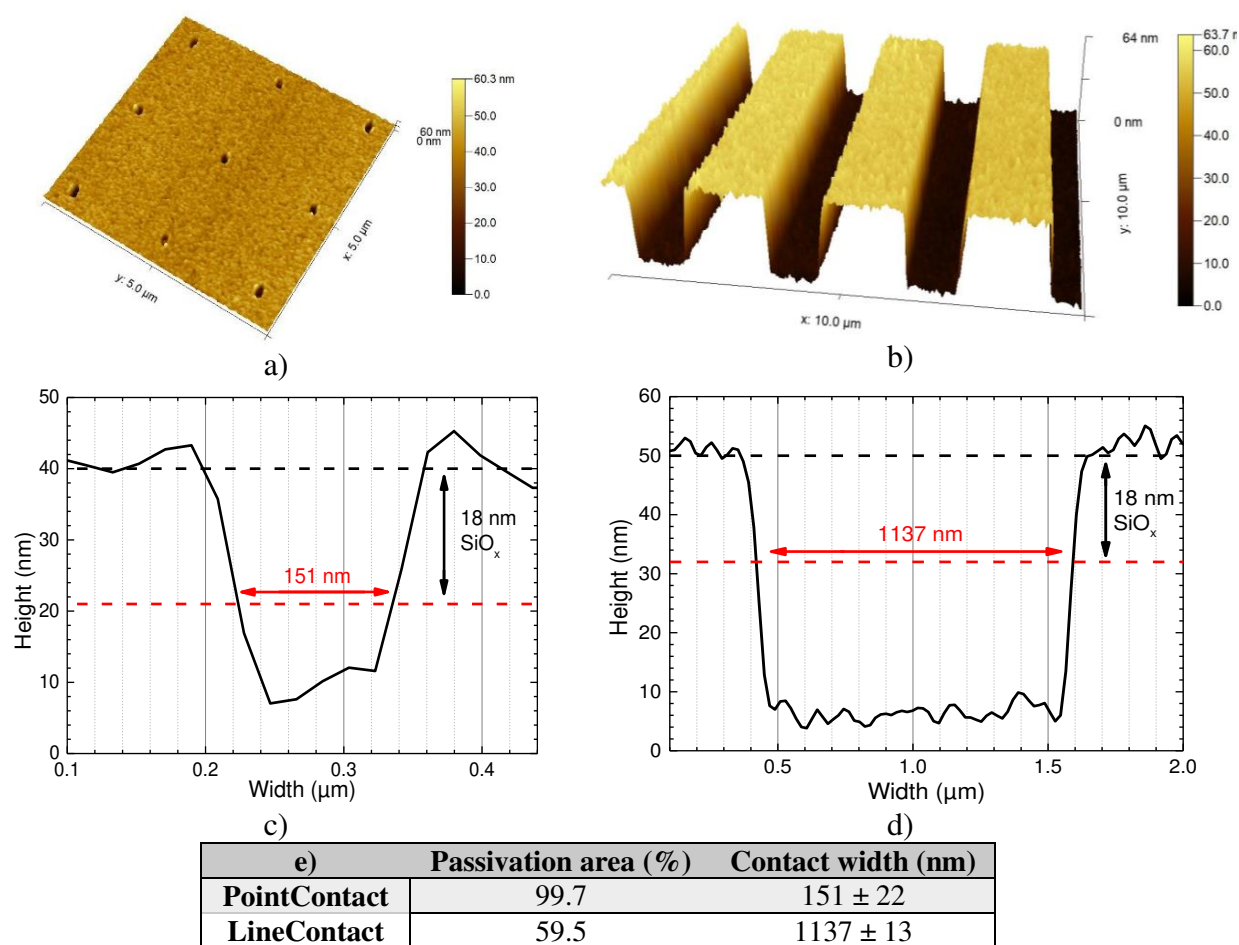 60.3 nm
60 nm
0 nm
50.0
40.0
30.0
20.0
10.0
0.0
x: 5.0 µm
y: 5.0 µm
a)
64 nm
0 nm
63.7 n
60.0
50.0
40.0
30.0
20.0
10.0
0.0
y: 10.0 µm
x: 10.0 µm
b)
50
40
30
20
10
0
Height (nm)
18 nm
SiOₓ
151 nm
0.1 0.2 0.3 0.4
Width (µm)
c)
60
50
40
30
20
10
0
Height (nm)
18 nm
SiOₓ
1137 nm
0.5 1.0 1.5 2.0
Width (µm)
d)
e) Passivation area (%) Contact width (nm)
PointContact 99.7 151 ± 22
LineContact 59.5 1137 ± 13